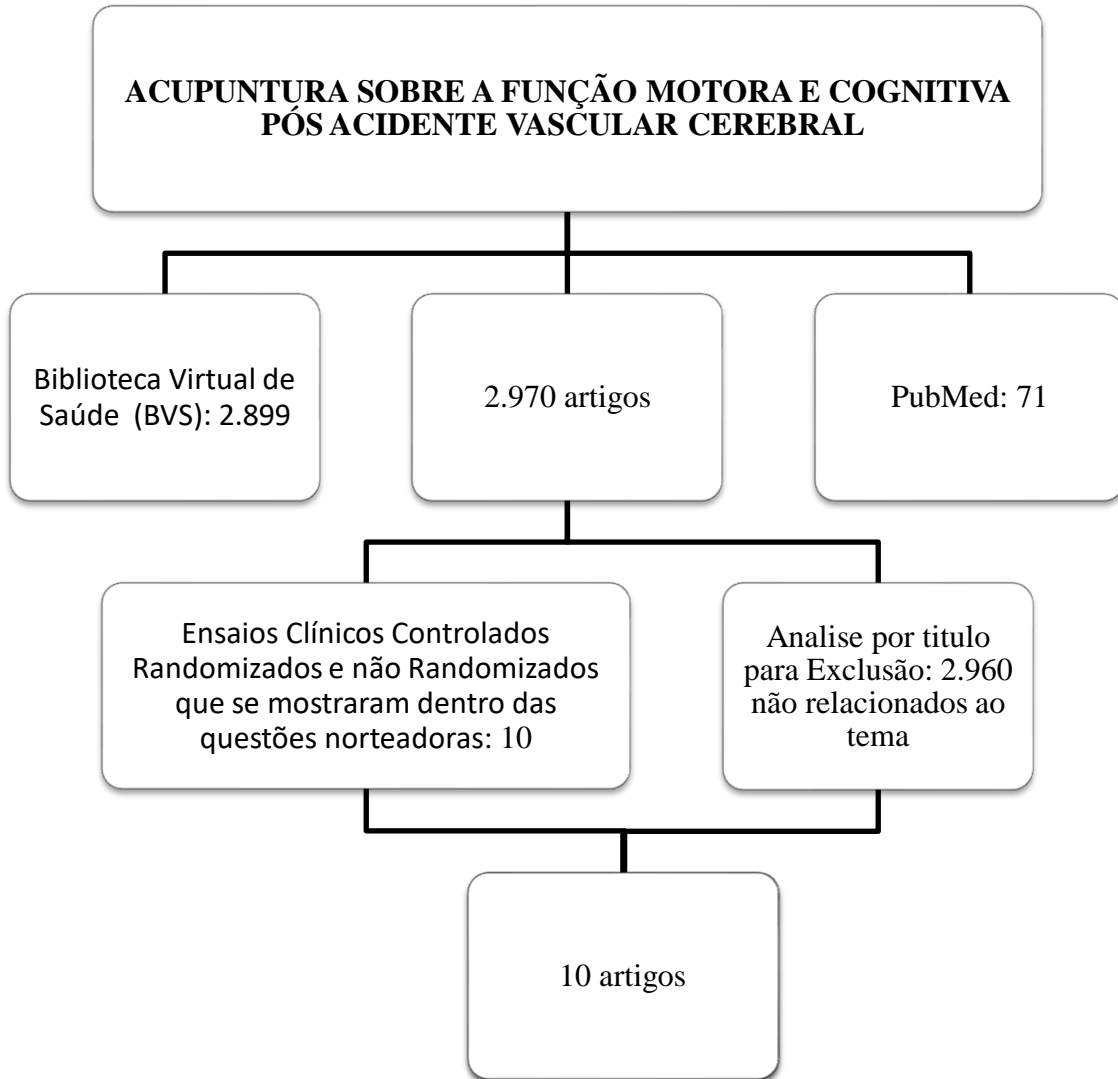 ACUPUNTURA SOBRE A FUNÇÃO MOTORA E COGNITIVA
PÓS ACIDENTE VASCULAR CEREBRAL
Biblioteca Virtual de
Saúde (BVS): 2.899
2.970 artigos
PubMed: 71
Ensaios Clínicos Controlados
Randomizados e não Randomizados
que se mostraram dentro das
questões norteadoras: 10
Analise por titulo
para Exclusão: 2.960
não relacionados ao
tema
10 artigos